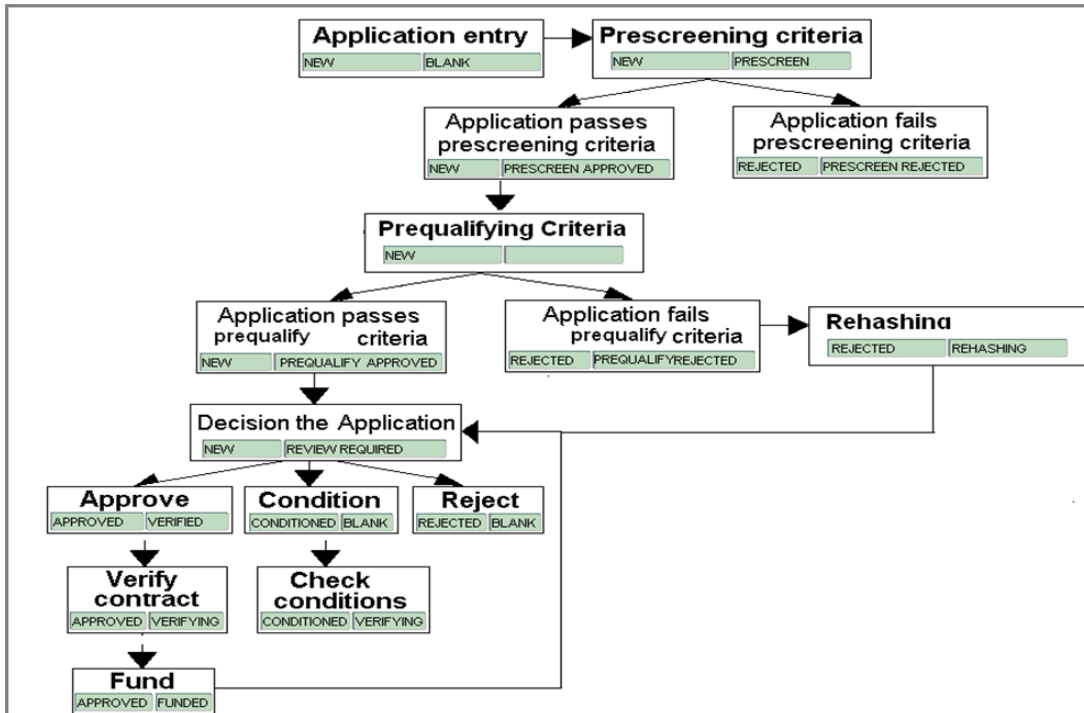 Application entry
NEW BLANK
Prescreening criteria
NEW PRESCREEN
Application passes
prescreening criteria
NEW PRESCREEN APPROVED
Application fails
prescreening criteria
REJECTED PRESCREEN REJECTED
Prequalifying Criteria
NEW
Application passes
prequalify criteria
NEW PREQUALIFY APPROVED
Application fails
prequalify criteria
REJECTED PREQUALIFYREJECTED
Rehashing
REJECTED REHASHING
Decision the Application
NEW REVIEW REQUIRED
Approve
APPROVED VERIFIED
Condition
CONDITIONED BLANK
Reject
REJECTED BLANK
Verify
contract
APPROVED VERIFYING
Check
conditions
CONDITIONED VERIFYING
Fund
APPROVED FUNDED